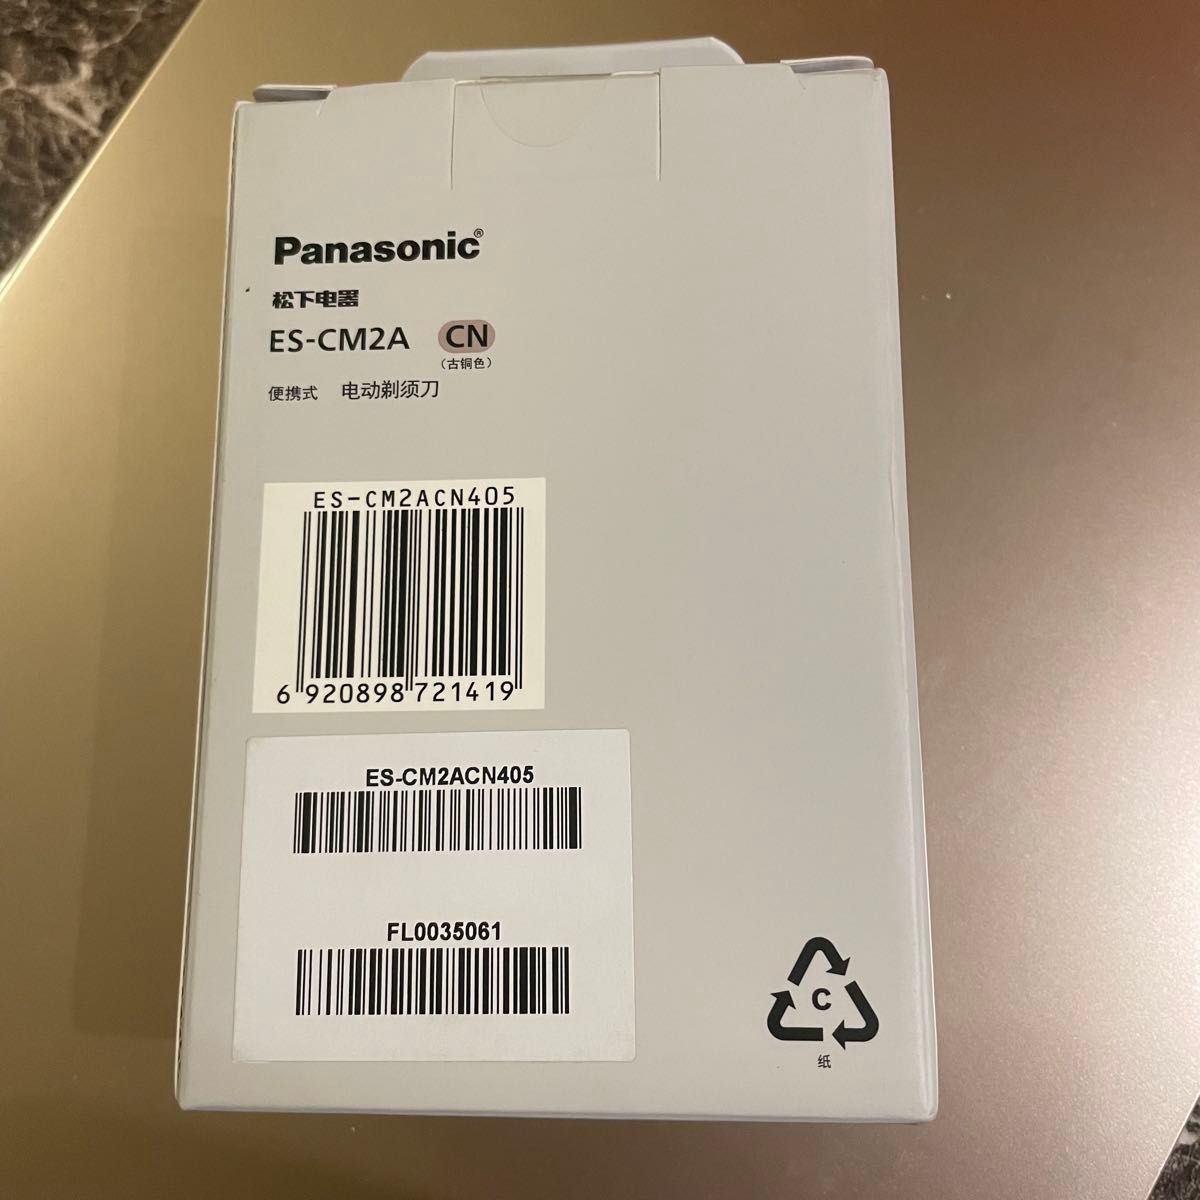 Panasonic®
松下电器
ES-CM2A CN
（古铜色）
便携式 电动剃须刀
ES-CM2ACN405
6 920898 721419
ES-CM2ACN405
FL0035061
C
纸